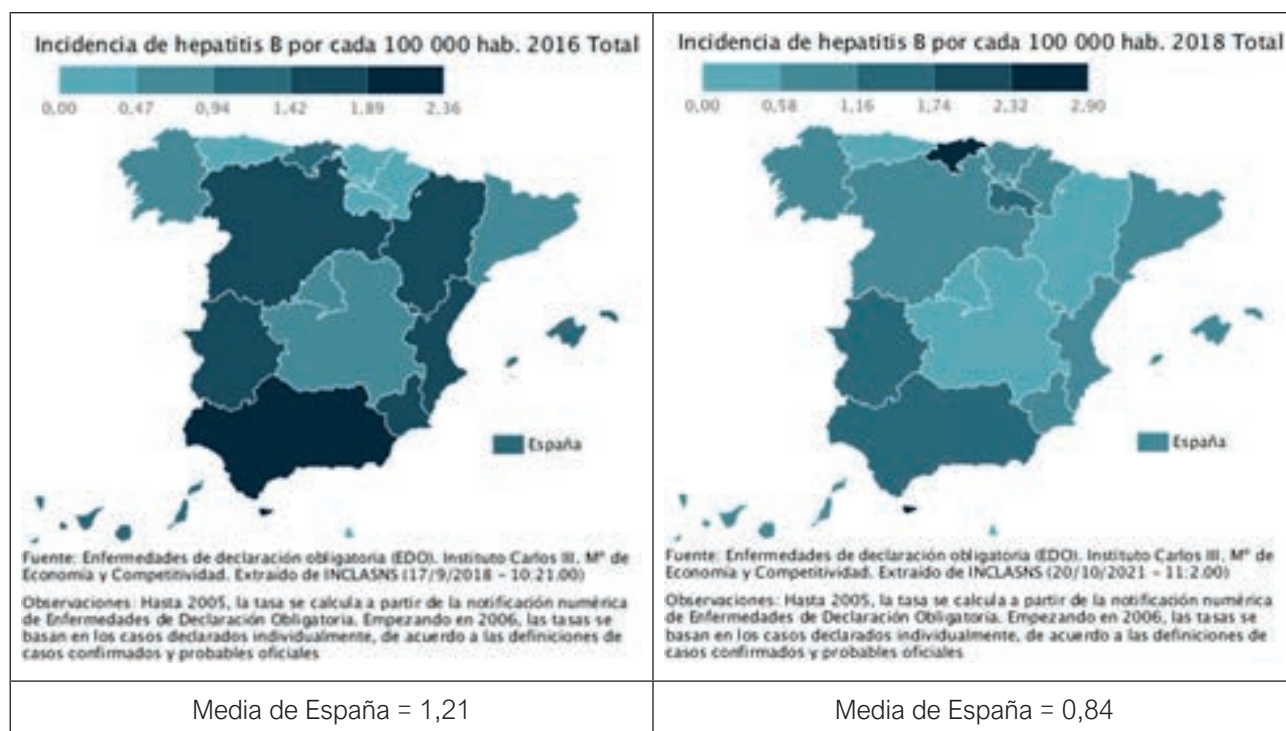 Incidencia de hepatitis B por cada 100 000 hab. 2016 Total
0,00 0,47 0,94 1,42 1,89 2,36
España
Fuente: Enfermedades de declaración obligatoria (EDO). Instituto Carlos III. Mº de
Economía y Competitividad. Extraido de INCLASNS (17/9/2018 - 10:21.00)
Observaciones: Hasta 2005, la tasa se calcula a partir de la notificación numérica
de Enfermedades de Declaración Obligatoria. Empezando en 2006, las tasas se
basan en los casos declarados individualmente, de acuerdo a las definiciones de
casos confirmados y probables oficiales
Media de España = 1,21
Incidencia de hepatitis B por cada 100 000 hab. 2018 Total
0,00 0,58 1,16 1,74 2,32 2,90
España
Fuente: Enfermedades de declaración obligatoria (EDO). Instituto Carlos III. Mº de
Economía y Competitividad. Extraido de INCLASNS (20/10/2021 - 11:2.00)
Observaciones: Hasta 2005, la tasa se calcula a partir de la notificación numérica
de Enfermedades de Declaración Obligatoria. Empezando en 2006, las tasas se
basan en los casos declarados individualmente, de acuerdo a las definiciones de
casos confirmados y probables oficiales
Media de España = 0,84